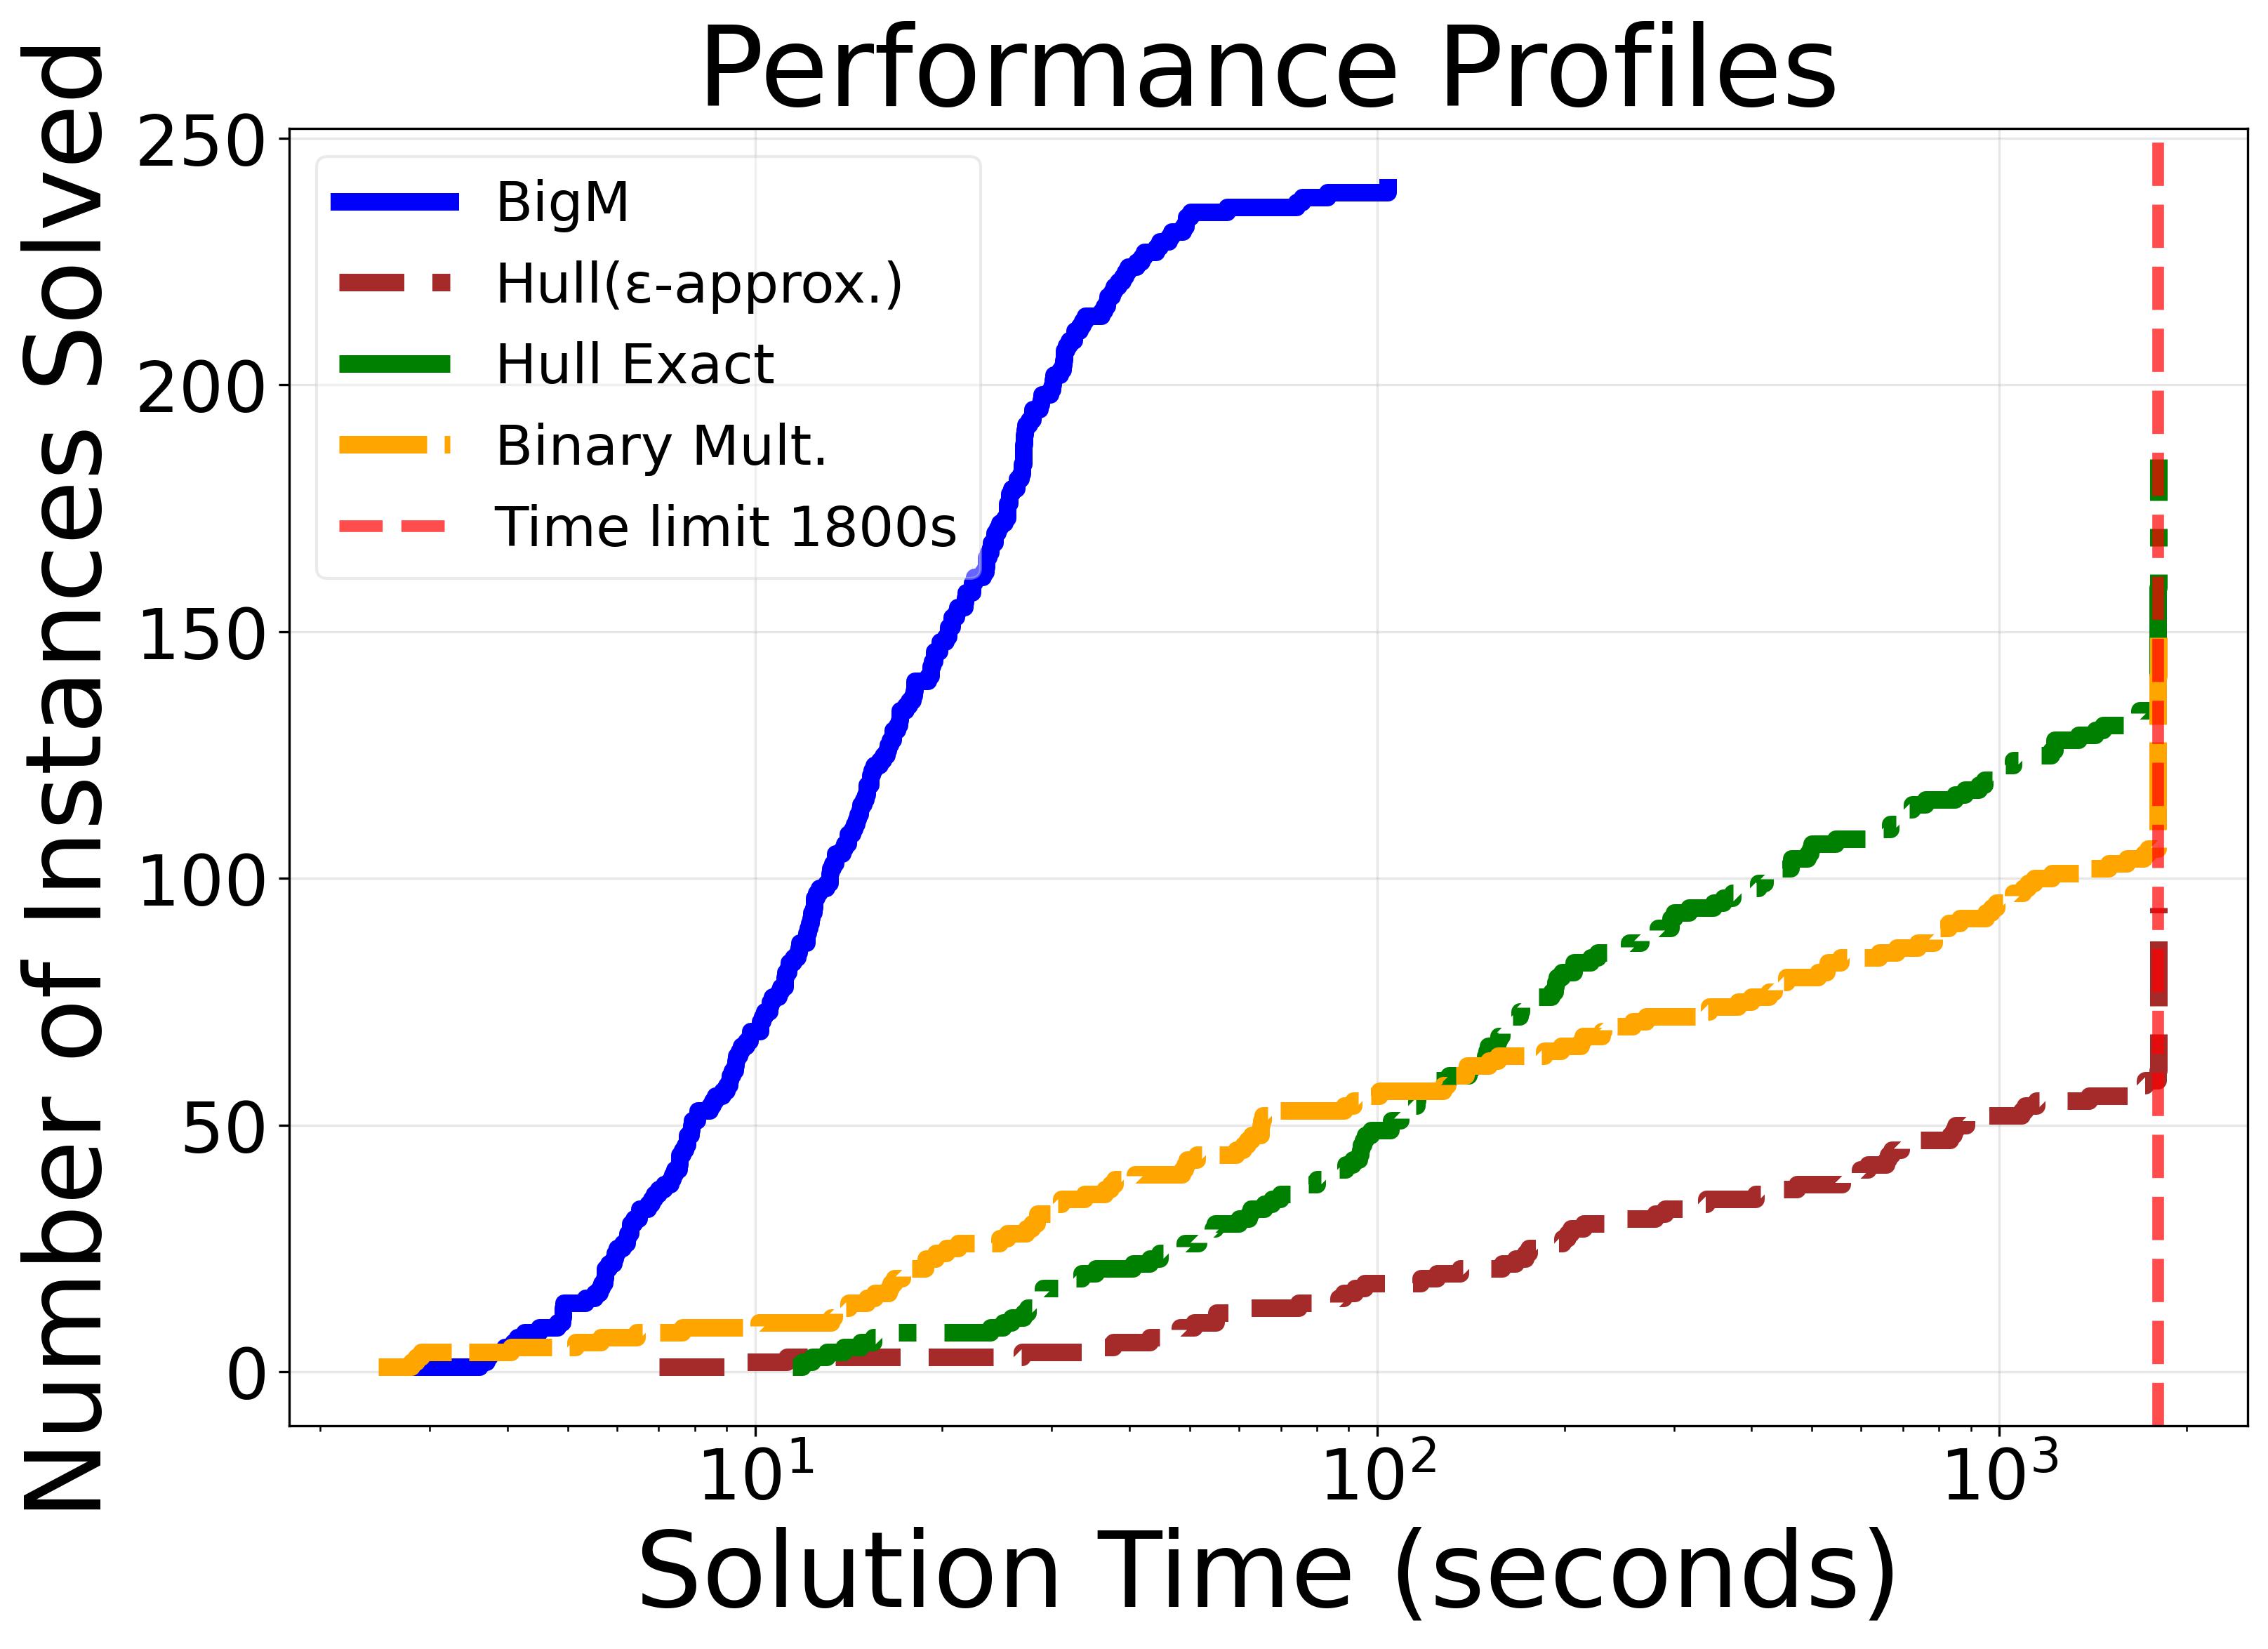 Performance Profiles
Number of Instances Solved
250
200
150
100
50
0
BigM
Hull(ε-approx.)
Hull Exact
Binary Mult.
Time limit 1800s
10¹
10²
10³
Solution Time (seconds)